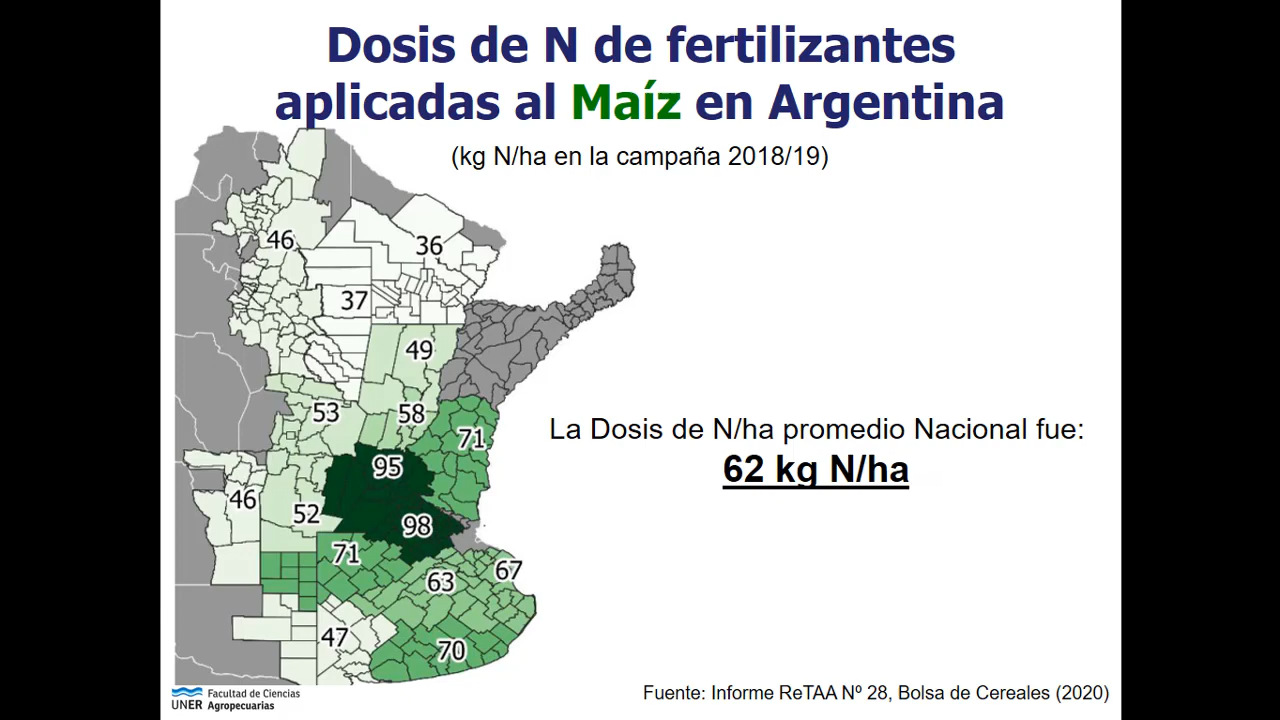 Dosis de N de fertilizantes
aplicadas al Maíz en Argentina
(kg N/ha en la campaña 2018/19)
46
36
37
49
53
58
71
95
46
52
98
71
67
63
47
70
La Dosis de N/ha promedio Nacional fue:
62 kg N/ha
Facultad de Ciencias
UNER Agropecuarias
Fuente: Informe ReTAA Nº 28, Bolsa de Cereales (2020)